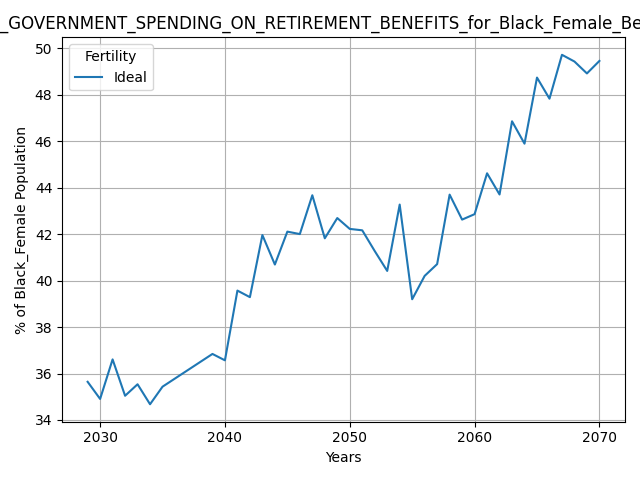 _GOVERNMENT_SPENDING_ON_RETIREMENT_BENEFITS_for_Black_Female_Be
Fertility
Ideal
% of Black_Female Population
50
48
46
44
42
40
38
36
34
2030 2040 2050 2060 2070
Years